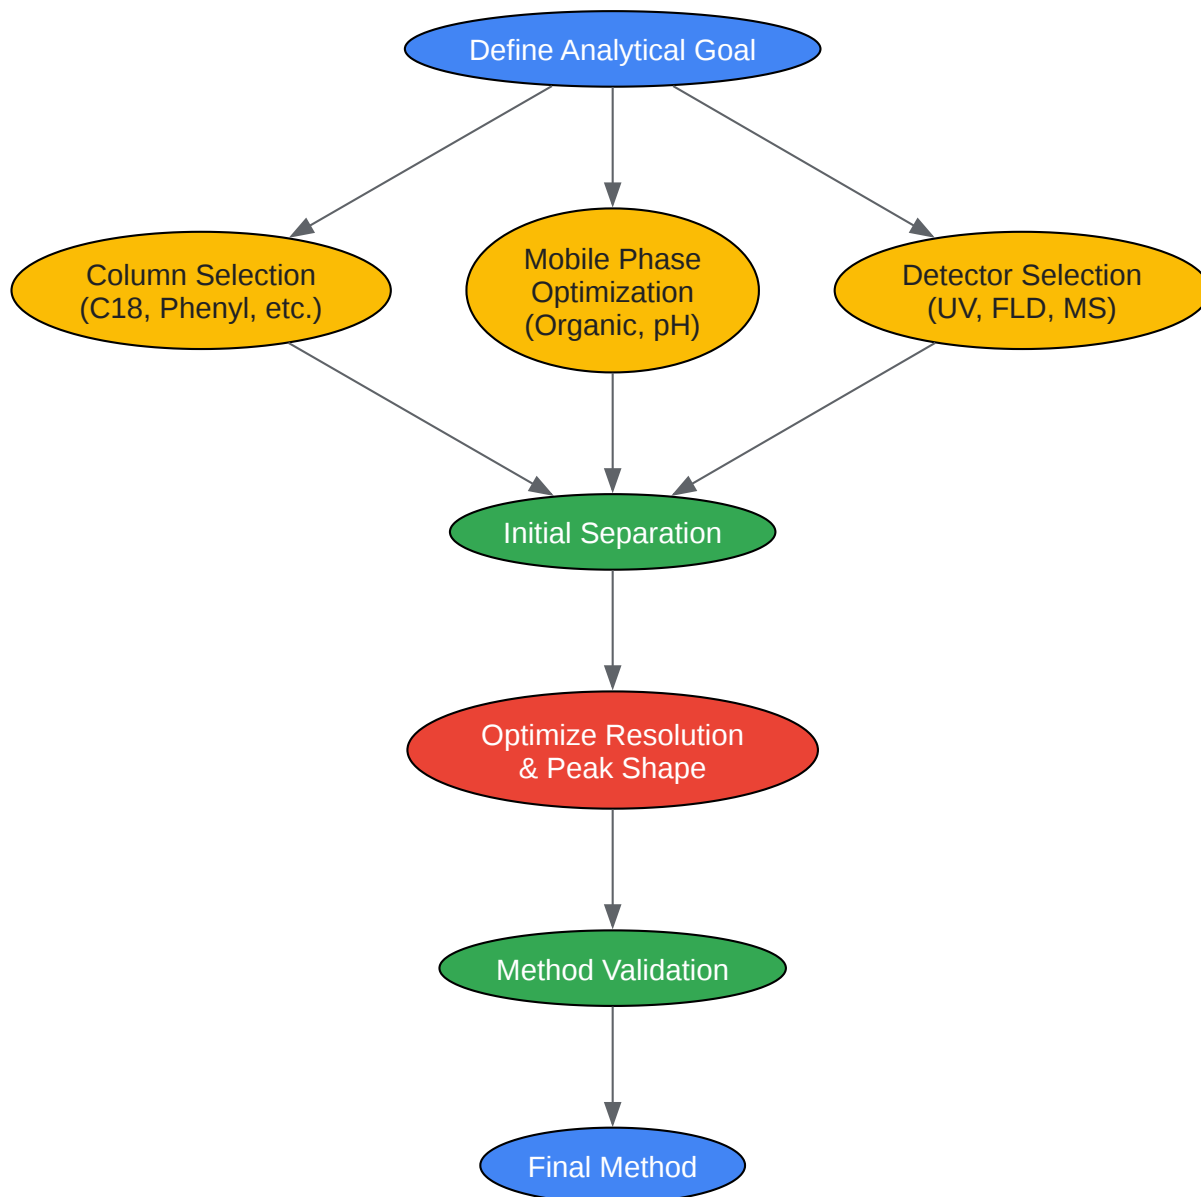 Define Analytical Goal
Column Selection
(C18, Phenyl, etc.)
Mobile Phase
Optimization
(Organic, pH)
Detector Selection
(UV, FLD, MS)
Initial Separation
Optimize Resolution
& Peak Shape
Method Validation
Final Method